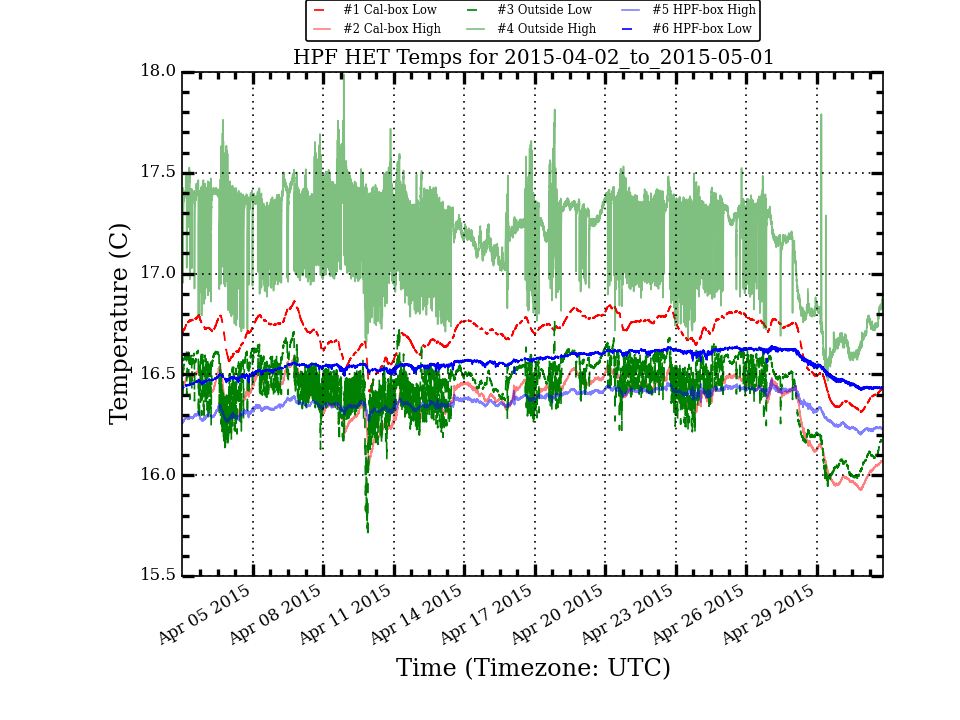 #1 Cal-box Low #3 Outside Low #5 HPF-box High
#2 Cal-box High #4 Outside High #6 HPF-box Low
HPF HET Temps for 2015-04-02_to_2015-05-01
18.0
17.5
17.0
16.5
16.0
15.5
Temperature (C)
Apr 05 2015 Apr 08 2015 Apr 11 2015 Apr 14 2015 Apr 17 2015 Apr 20 2015 Apr 23 2015 Apr 26 2015 Apr 29 2015
Time (Timezone: UTC)